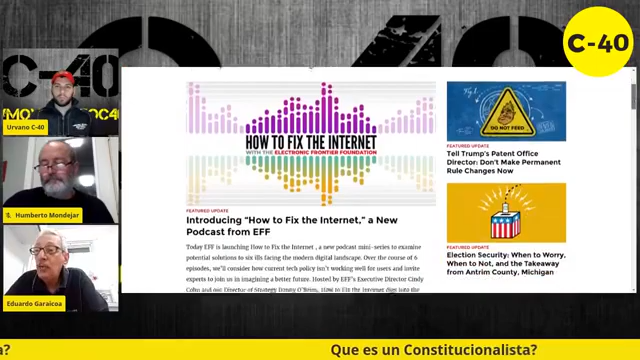 C-40
C-40
Urvano C-40
Humberto Mondejar
Eduardo Garaicoa
HOW TO FIX THE INTERNET
WITH THE ELECTRONIC FRONTIER FOUNDATION
FEATURED UPDATE
Introducing “How to Fix the Internet,” a New
Podcast from EFF
Today EFF is launching How to Fix the Internet , a new podcast mini-series to examine
potential solutions to six ills facing the modern digital landscape. Over the course of 6
episodes, we'll consider how current tech policy isn't working well for users and invite
experts to join us in imagining a better future. Hosted by EFF's Executive Director Cindy
Cohn and our Director of Strategy Danny O'Brien, How to Fix the Internet digs into the
Fig. 1
DO NOT FEED
FEATURED UPDATE
Tell Trump's Patent Office
Director: Don't Make Permanent
Rule Changes Now
FEATURED UPDATE
Election Security: When to Worry,
When to Not, and the Takeaway
from Antrim County, Michigan
a?
Que es un Constitucionalista?